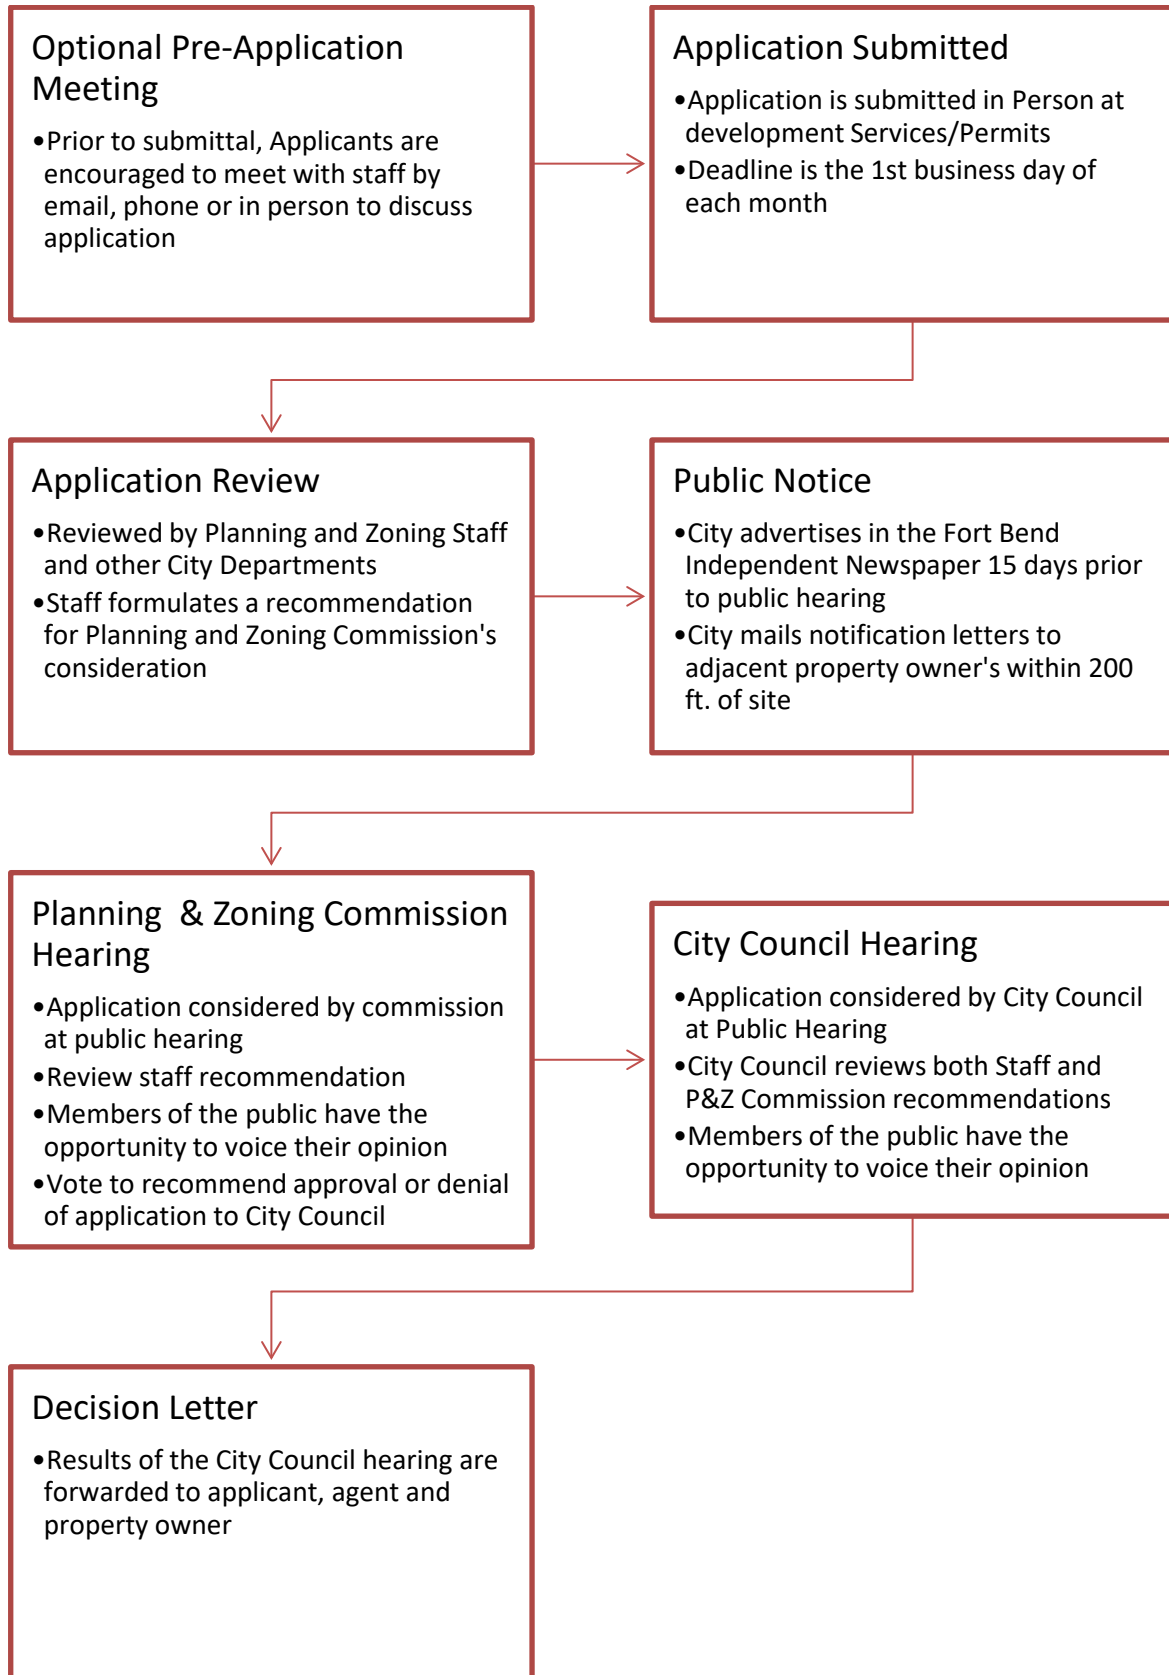 Optional Pre-Application
Meeting
•Prior to submittal, Applicants are
encouraged to meet with staff by
email, phone or in person to discuss
application
Application Submitted
•Application is submitted in Person at
development Services/Permits
•Deadline is the 1st business day of
each month
Application Review
•Reviewed by Planning and Zoning Staff
and other City Departments
•Staff formulates a recommendation
for Planning and Zoning Commission's
consideration
Public Notice
•City advertises in the Fort Bend
Independent Newspaper 15 days prior
to public hearing
•City mails notification letters to
adjacent property owner's within 200
ft. of site
Planning & Zoning Commission
Hearing
•Application considered by commission
at public hearing
•Review staff recommendation
•Members of the public have the
opportunity to voice their opinion
•Vote to recommend approval or denial
of application to City Council
City Council Hearing
•Application considered by City Council
at Public Hearing
•City Council reviews both Staff and
P&Z Commission recommendations
•Members of the public have the
opportunity to voice their opinion
Decision Letter
•Results of the City Council hearing are
forwarded to applicant, agent and
property owner